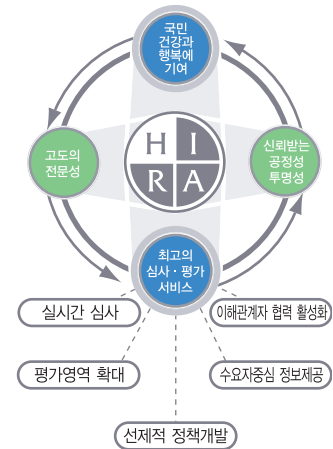 국민
건강과
행복에
기여
고도의
전문성
H I
R A
신뢰받는
공정성
투명성
최고의
심사·평가
서비스
실시간 심사
이해관계자 협력 활성화
평가영역 확대
수요자중심 정보제공
선제적 정책개발